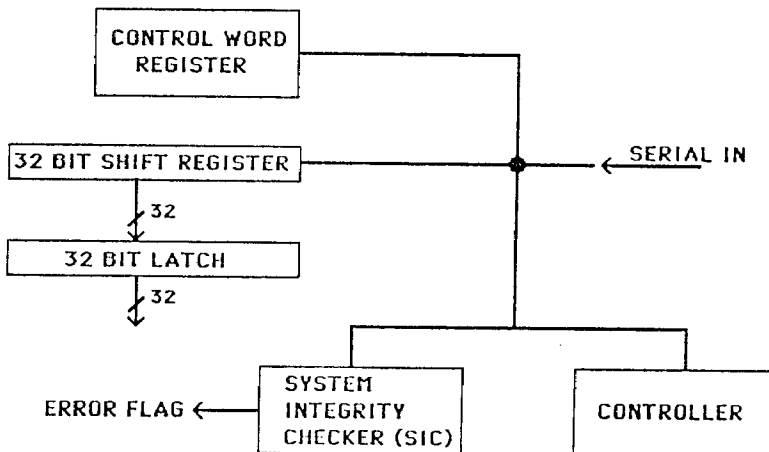 CONTROL WORD
REGISTER
32 BIT SHIFT REGISTER
SERIAL IN
32
32 BIT LATCH
32
ERROR FLAG
SYSTEM
INTEGRITY
CHECKER (SIC)
CONTROLLER